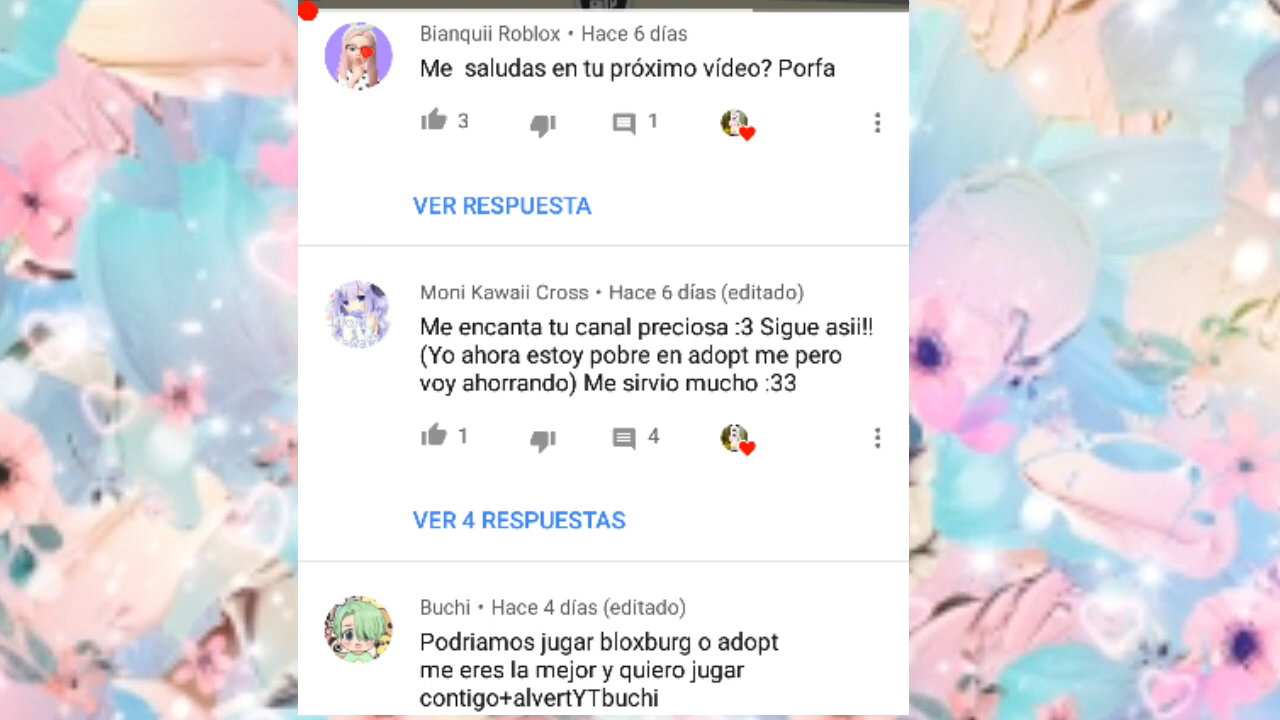 Bianquii Roblox • Hace 6 días
Me saludas en tu próximo vídeo? Porfa
3 1
VER RESPUESTA
Moni Kawaii Cross • Hace 6 días (editado)
Me encanta tu canal preciosa :3 Sigue asii!!
(Yo ahora estoy pobre en adopt me pero
voy ahorrando) Me sirvio mucho :33
1 4
VER 4 RESPUESTAS
Buchi • Hace 4 días (editado)
Podriamos jugar bloxburg o adopt
me eres la mejor y quiero jugar
contigo+alvertYTbuchi